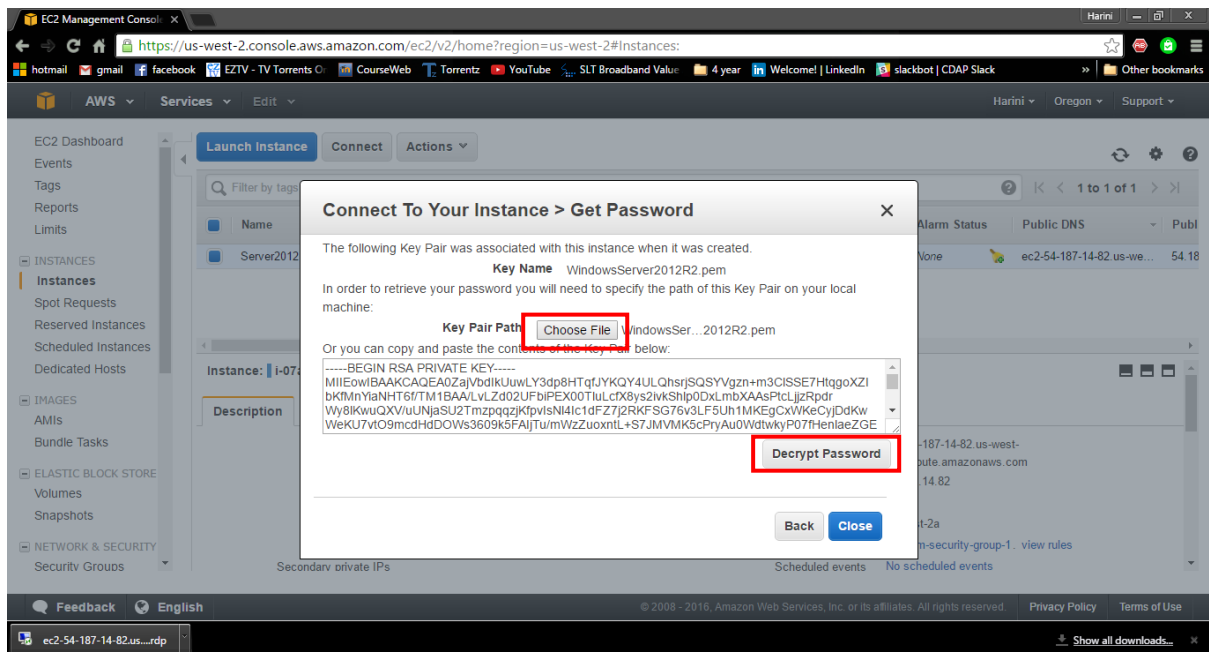 EC2 Management Consol
Harini
https://us-west-2.console.aws.amazon.com/ec2/v2/home?region=us-west-2#Instances:
hotmail gmail facebook EZTV - TV Torrents O CourseWeb Torrentz YouTube SLT Broadband Value 4 year Welcome! | LinkedIn slackbot | CDAP Slack » Other bookmarks
AWS Services Edit Harini Oregon Support
EC2 Dashboard
Events
Tags
Reports
Limits
INSTANCES
Instances
Spot Requests
Reserved Instances
Scheduled Instances
Dedicated Hosts
IMAGES
AMIs
Bundle Tasks
ELASTIC BLOCK STORE
Volumes
Snapshots
NETWORK & SECURITY
Security Groups
Launch Instance Connect Actions
Filter by tags
1 to 1 of 1
Name Alarm Status Public DNS Publ
Server2012 None ec2-54-187-14-82.us-we... 54.18
Instance: i-07a
Description
Connect To Your Instance > Get Password
The following Key Pair was associated with this instance when it was created.
Key Name WindowsServer2012R2.pem
In order to retrieve your password you will need to specify the path of this Key Pair on your local
machine:
Key Pair Path Choose File WindowsSer...2012R2.pem
Or you can copy and paste the contents of the Key Pair below:
-----BEGIN RSA PRIVATE KEY-----
Decrypt Password
Back Close
-187-14-82.us-west-
pute.amazonaws.com
.14.82
st-2a
m-security-group-1. view rules
Secondary private IPs
Scheduled events No scheduled events
Feedback English © 2008 - 2016, Amazon Web Services, Inc. or its affiliates. All rights reserved. Privacy Policy Terms of Use
ec2-54-187-14-82.us....rdp Show all downloads...